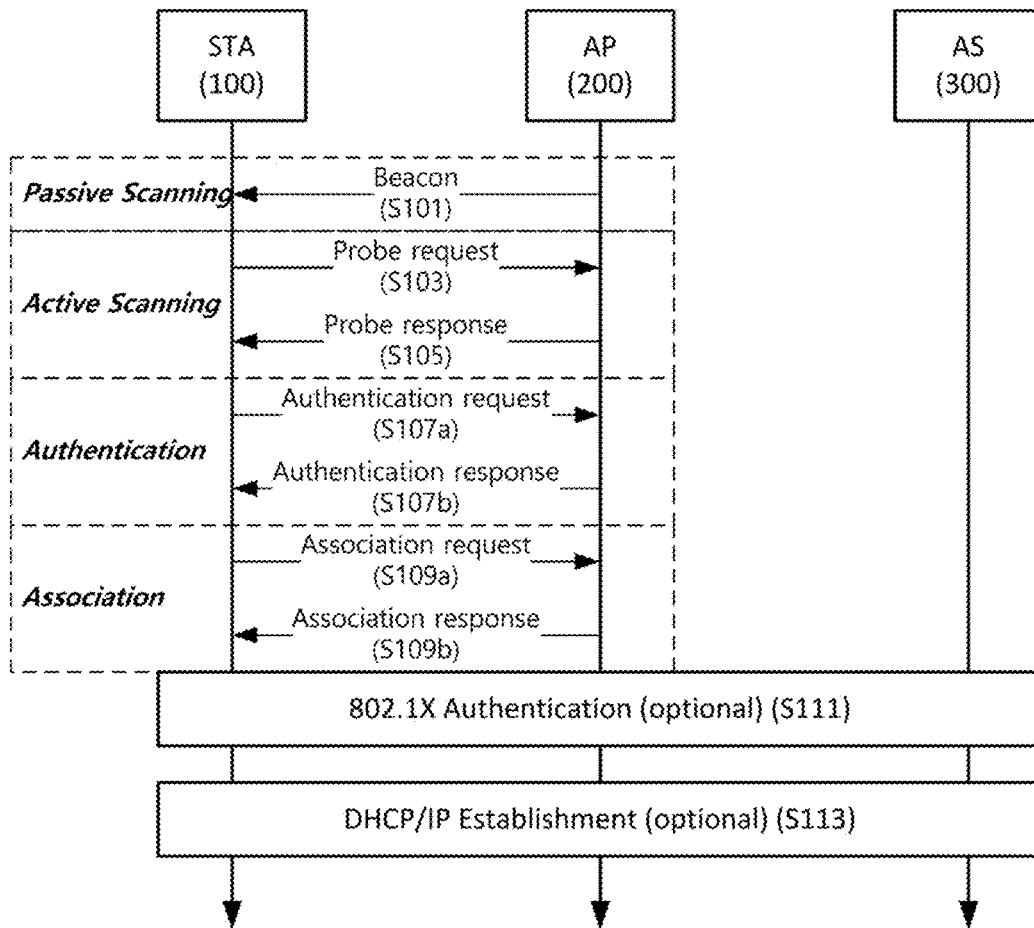 STA
(100)
AP
(200)
AS
(300)
Passive Scanning
Beacon
(S101)
Active Scanning
Probe request
(S103)
Probe response
(S105)
Authentication
Authentication request
(S107a)
Authentication response
(S107b)
Association
Association request
(S109a)
Association response
(S109b)
802.1X Authentication (optional) (S111)
DHCP/IP Establishment (optional) (S113)